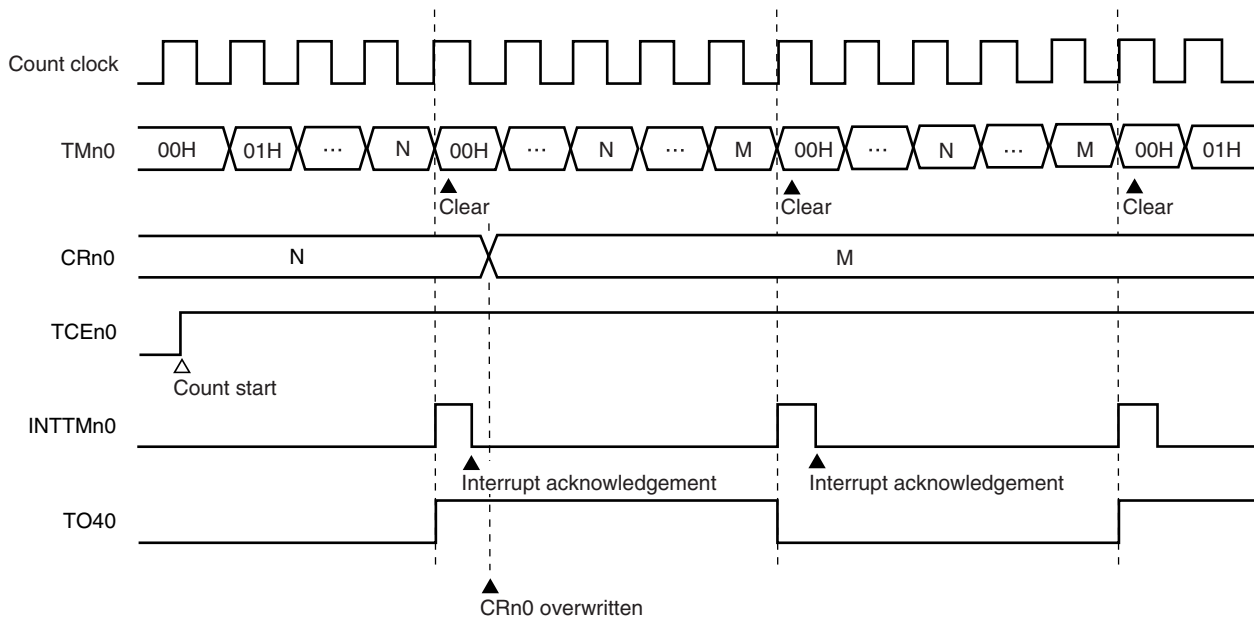 Count clock
TMn0 00H 01H ... N 00H ... N ... M 00H ... N ... M 00H 01H
Clear Clear Clear
CRn0 N M
TCEn0
Count start
INTTMn0
Interrupt acknowledgement Interrupt acknowledgement
TO40
CRn0 overwritten